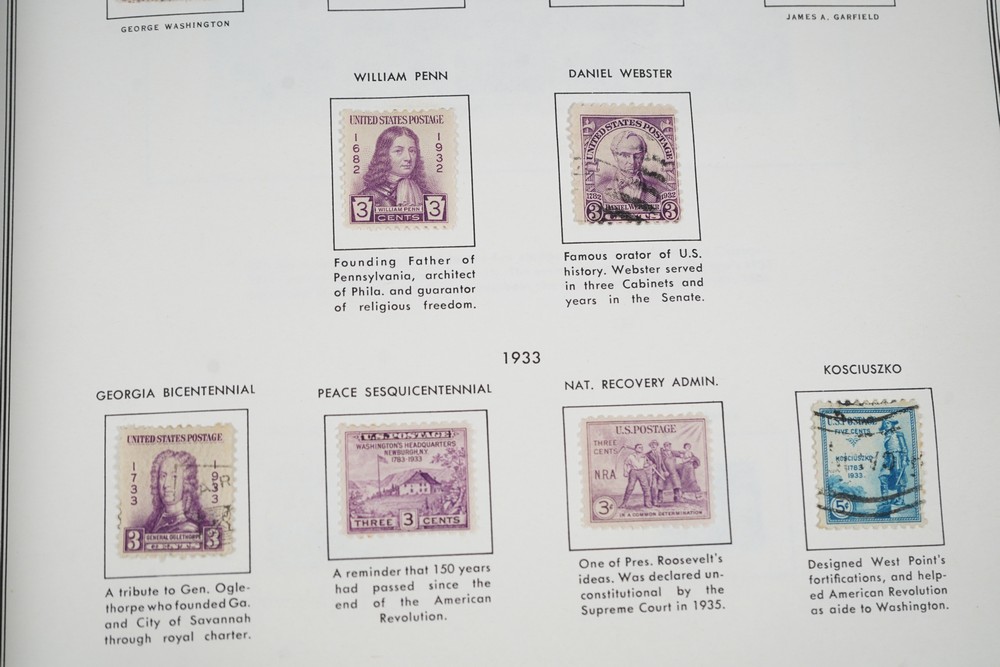 GEORGE WASHINGTON
JAMES A. GARFIELD
WILLIAM PENN
UNITED STATES POSTAGE
1682
1932
WILLIAM PENN
3 CENTS 3
Founding Father of
Pennsylvania, architect
of Phila. and guarantor
of religious freedom.
DANIEL WEBSTER
UNITED STATES POSTAGE
1782 1932
DANIEL WEBSTER
3 3
Famous orator of U.S.
history. Webster served
in three Cabinets and
years in the Senate.
1933
GEORGIA BICENTENNIAL
UNITED STATES POSTAGE
1733
1933
GENERAL OGLETHORPE
3 CENTS 3
A tribute to Gen. Ogle-
thorpe who founded Ga.
and City of Savannah
through royal charter.
PEACE SESQUICENTENNIAL
U.S. POSTAGE
WASHINGTON'S HEADQUARTERS
NEWBURGH, N.Y.
1783-1933
THREE 3 CENTS
A reminder that 150 years
had passed since the
end of the American
Revolution.
NAT. RECOVERY ADMIN.
U.S. POSTAGE
THREE
CENTS
NRA
3¢
IN A COMMON DETERMINATION
One of Pres. Roosevelt's
ideas. Was declared un-
constitutional by the
Supreme Court in 1935.
KOSCIUSZKO
U.S. POSTAGE
FIVE CENTS
KOSCIUSZKO
1783
1933
5¢
Designed West Point's
fortifications, and help-
ed American Revolution
as aide to Washington.